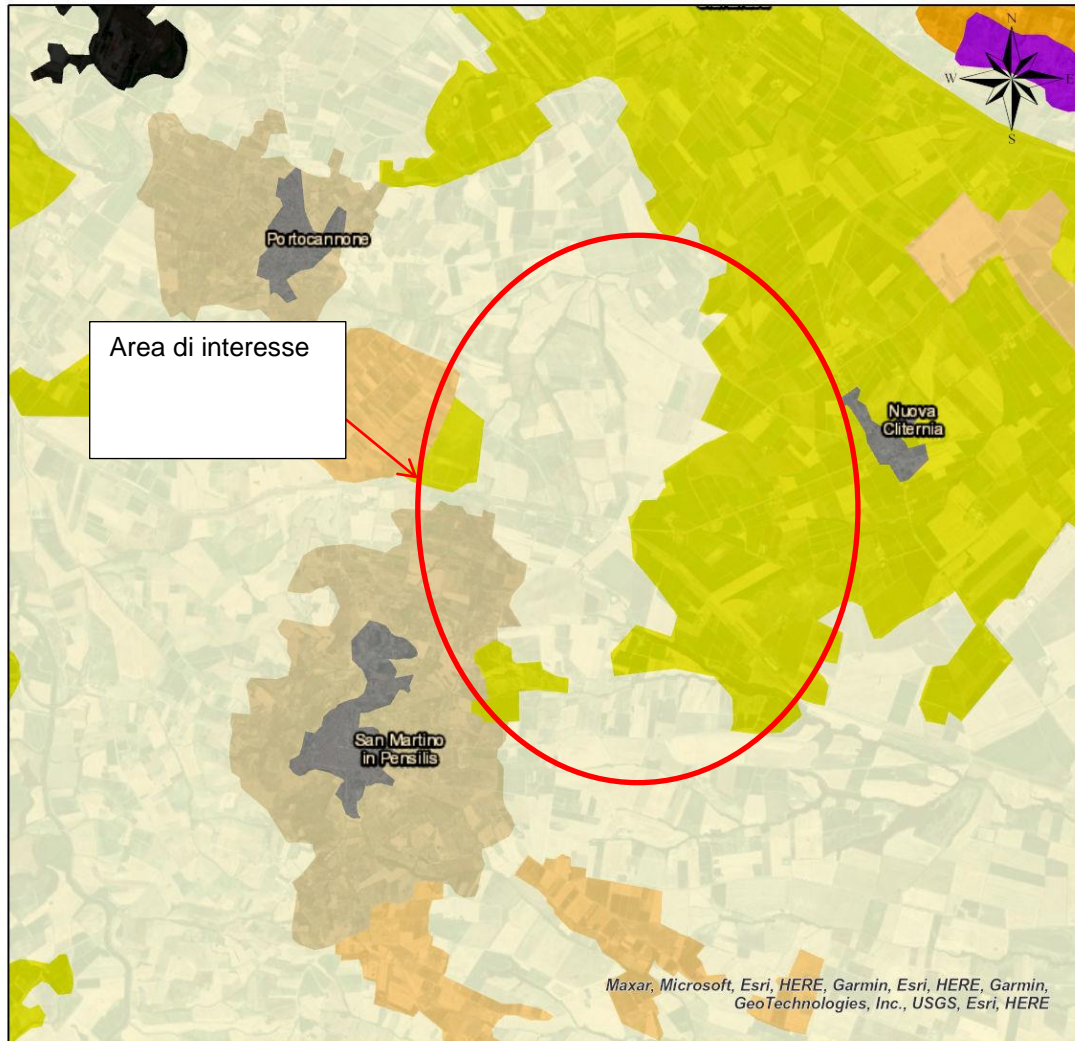 N
W
E
S
Portocannone
Area di interesse
Nuova
Cliternia
San Martino
in Pensilis
Maxar, Microsoft, Esri, HERE, Garmin, Esri, HERE, Garmin,
GeoTechnologies, Inc., USGS, Esri, HERE